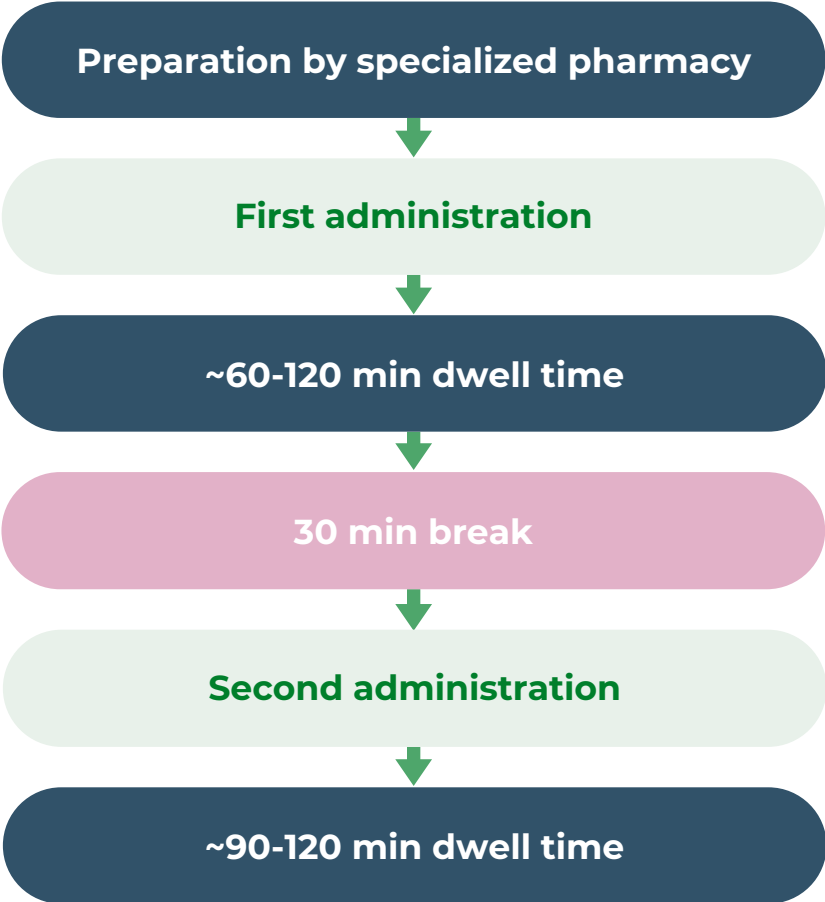 Preparation by specialized pharmacy
First administration
~60-120 min dwell time
30 min break
Second administration
~90-120 min dwell time